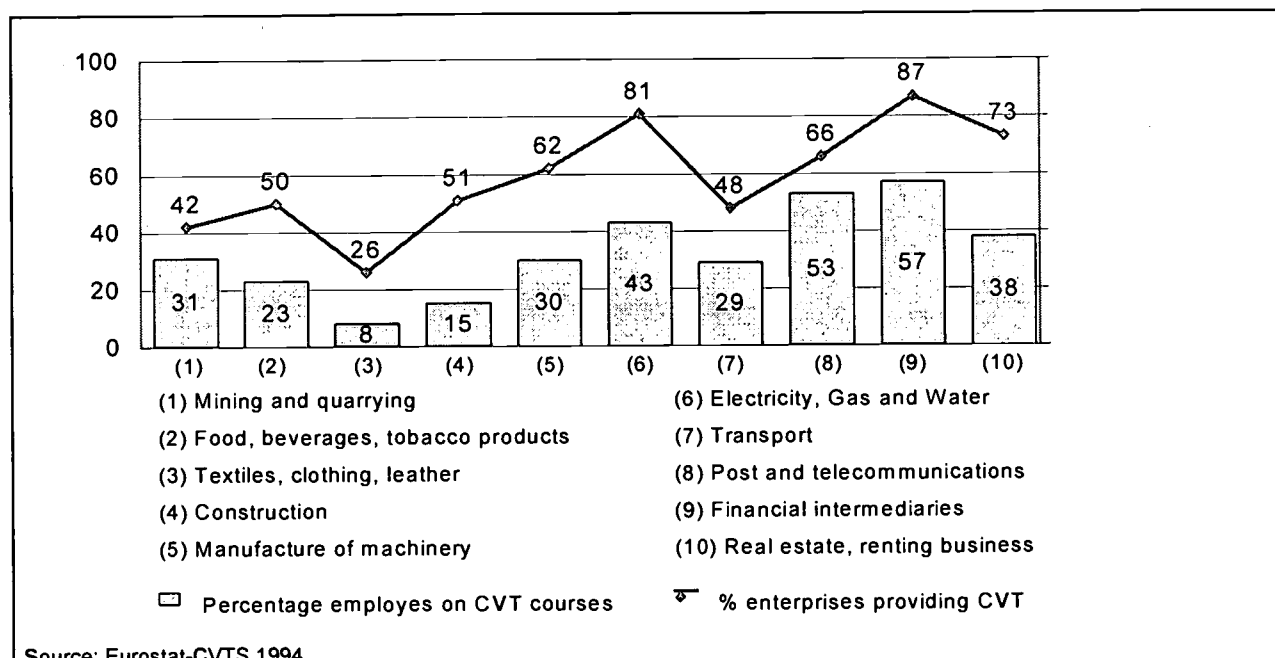 100
80
60
40
20
0
42
50
26
51
62
81
48
66
87
73
31
23
8
15
30
43
29
53
57
38
(1) (2) (3) (4) (5) (6) (7) (8) (9) (10)
(1) Mining and quarrying
(2) Food, beverages, tobacco products
(3) Textiles, clothing, leather
(4) Construction
(5) Manufacture of machinery
(6) Electricity, Gas and Water
(7) Transport
(8) Post and telecommunications
(9) Financial intermediaries
(10) Real estate, renting business
Percentage employes on CVT courses
% enterprises providing CVT
Source: Eurostat-CVTS 1994